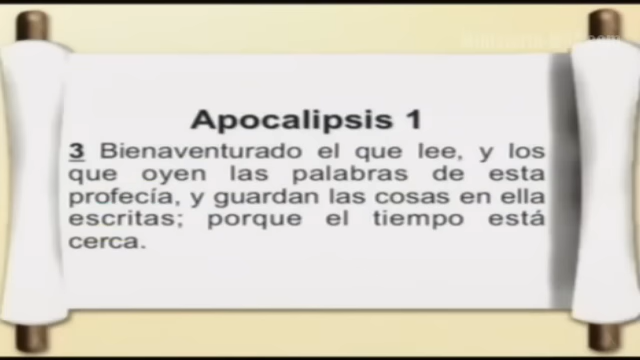 Apocalipsis 1
3 Bienaventurado el que lee, y los
que oyen las palabras de esta
profecía, y guardan las cosas en ella
escritas; porque el tiempo está
cerca.